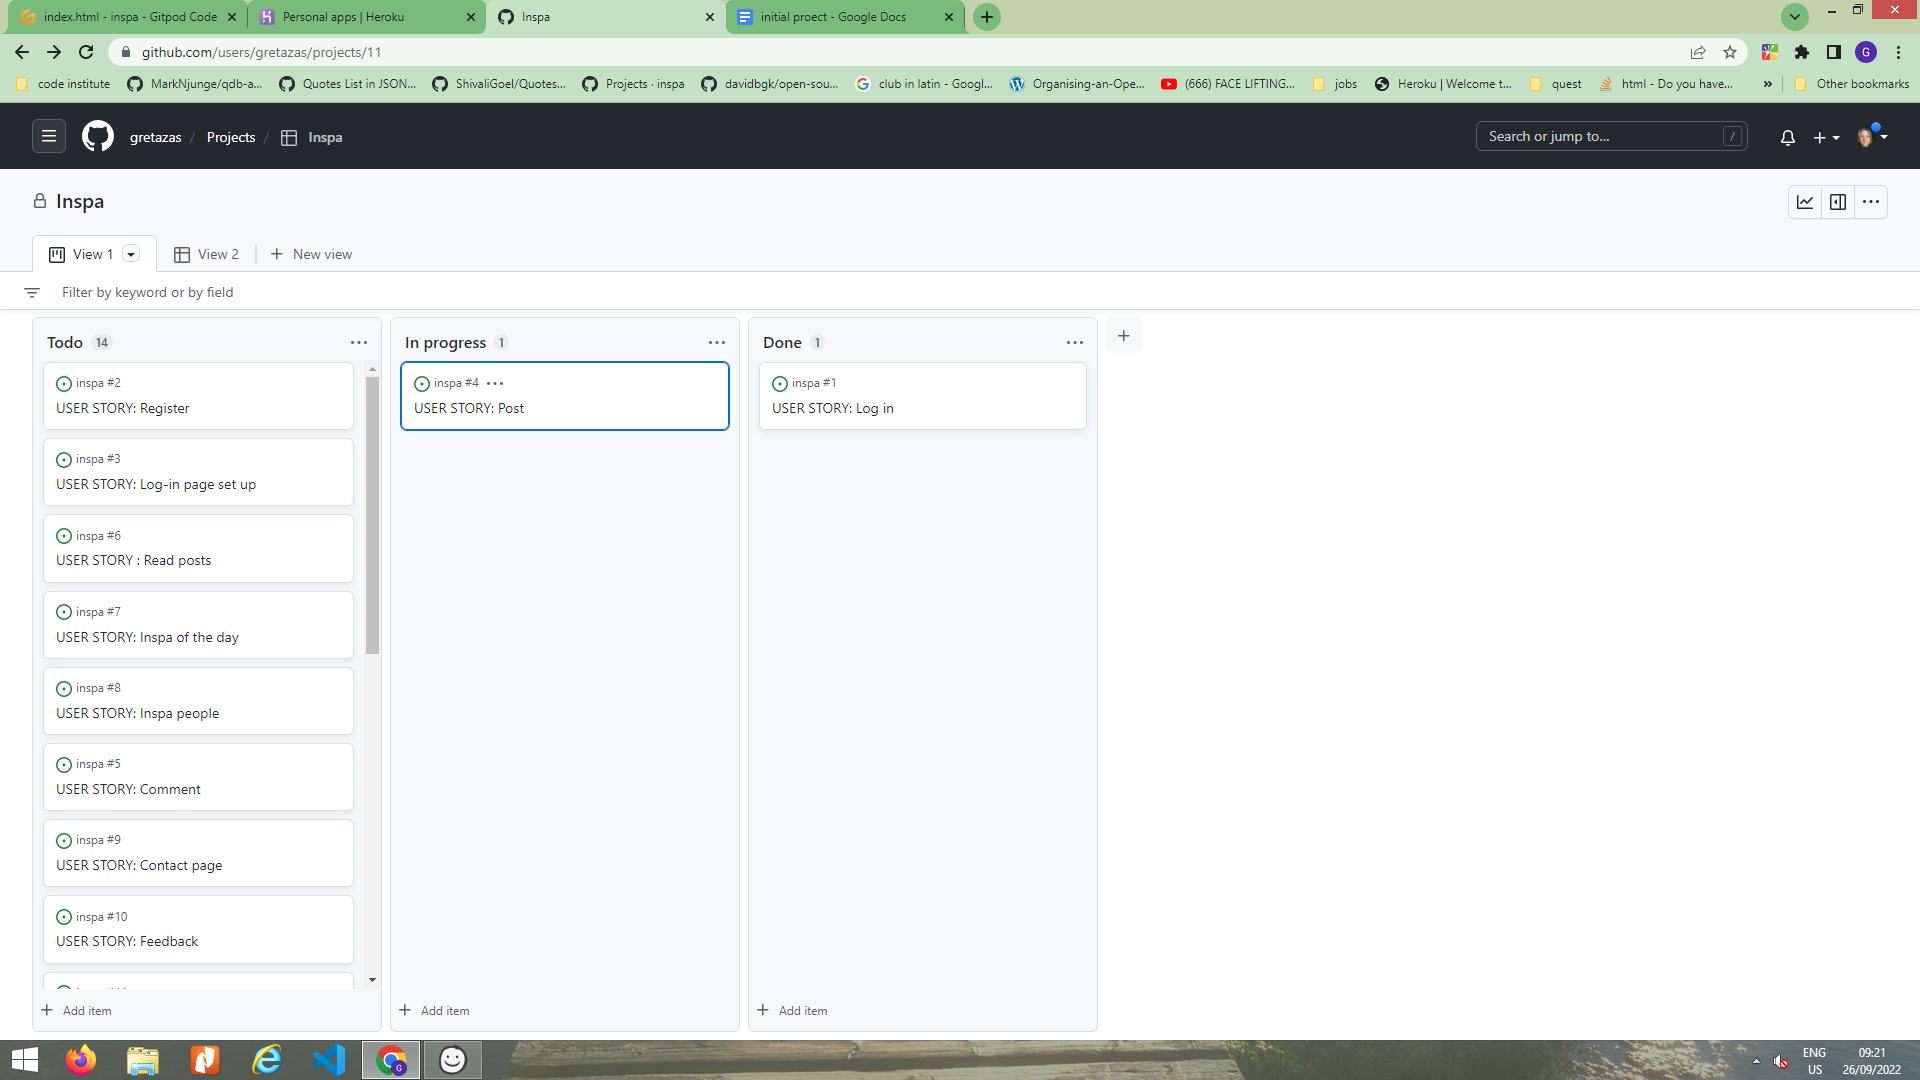 index.html - inspa - Gitpod Code
Personal apps | Heroku
Inspa
initial proect - Google Docs
github.com/users/gretazas/projects/11
G
code institute
MarkNjunge/qdb-a...
Quotes List in JSON...
ShivaliGoel/Quotes...
Projects · inspa
davidbgk/open-sou...
club in latin - Googl...
Organising-an-Ope...
(666) FACE LIFTING...
jobs
Heroku | Welcome t...
quest
html - Do you have...
»
Other bookmarks
gretazas / Projects / Inspa
Search or jump to...
/
Inspa
View 1
View 2
New view
Filter by keyword or by field
Todo 14
inspa #2
USER STORY: Register
inspa #3
USER STORY: Log-in page set up
inspa #6
USER STORY : Read posts
inspa #7
USER STORY: Inspa of the day
inspa #8
USER STORY: Inspa people
inspa #5
USER STORY: Comment
inspa #9
USER STORY: Contact page
inspa #10
USER STORY: Feedback
Add item
In progress 1
inspa #4
USER STORY: Post
Add item
Done 1
inspa #1
USER STORY: Log in
Add item
G
ENG
US
09:21
26/09/2022